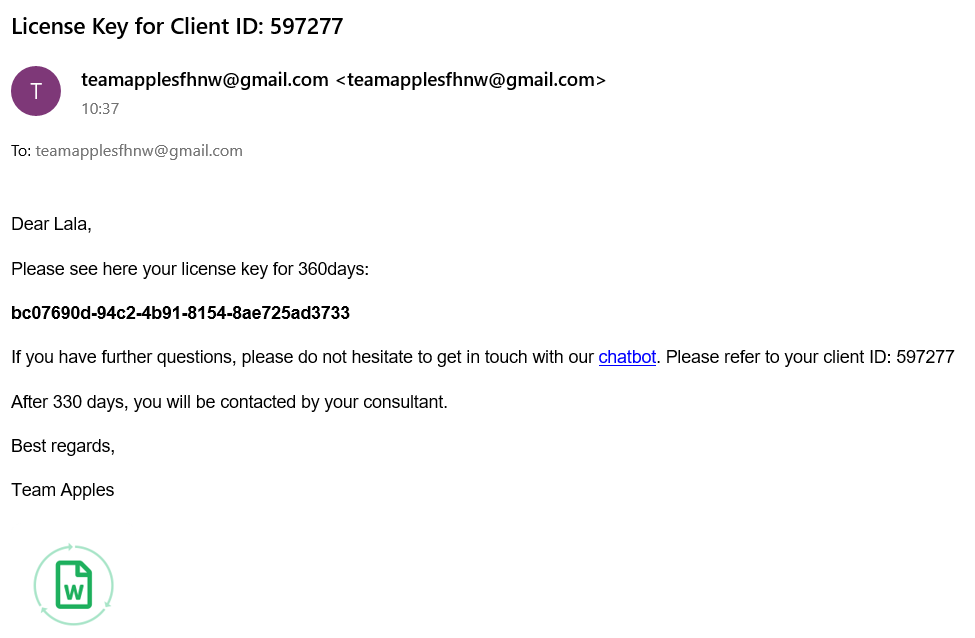 License Key for Client ID: 597277
T
teamapplesfhnw@gmail.com <teamapplesfhnw@gmail.com>
10:37
To: teamapplesfhnw@gmail.com
Dear Lala,
Please see here your license key for 360days:
bc07690d-94c2-4b91-8154-8ae725ad3733
If you have further questions, please do not hesitate to get in touch with our chatbot. Please refer to your client ID: 597277
After 330 days, you will be contacted by your consultant.
Best regards,
Team Apples
W